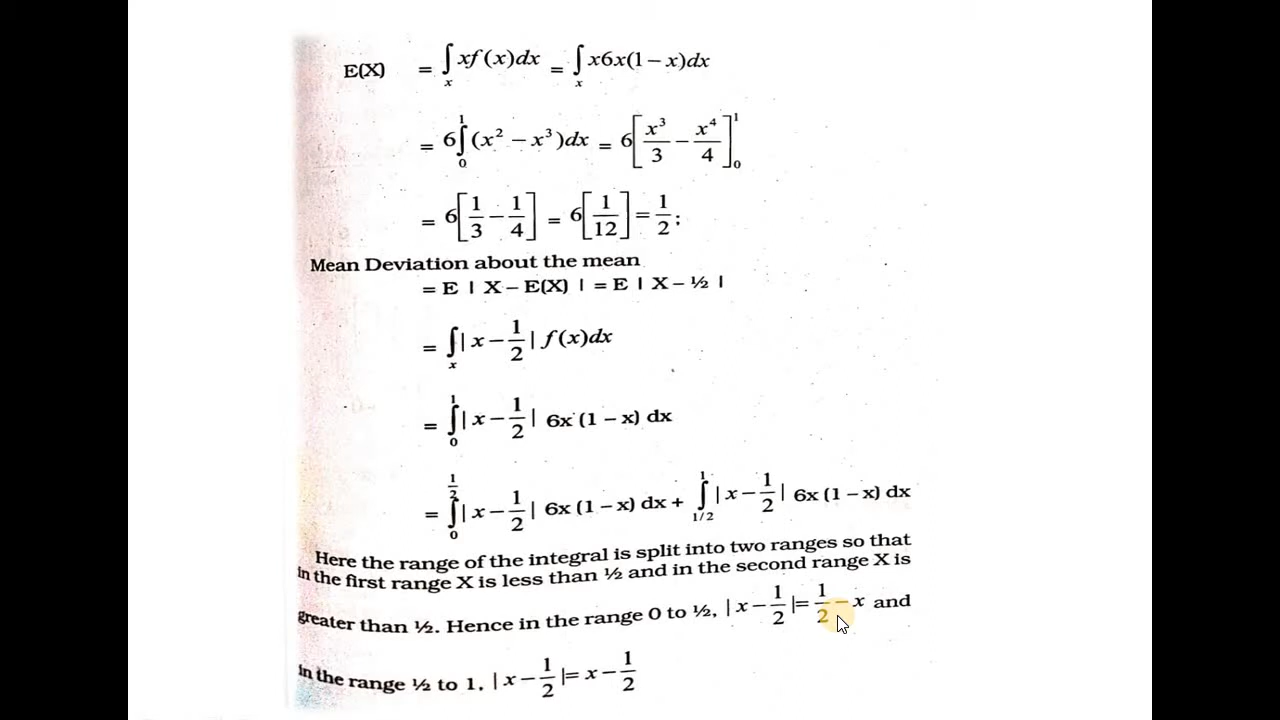 E(X) = ∫ₓ xf(x)dx = ∫ₓ x6x(1 – x)dx
= 6∫₀¹(x² – x³)dx = 6[x³/3 – x⁴/4]₀¹
= 6[1/3 – 1/4] = 6[1/12] = 1/2;
Mean Deviation about the mean
= E | X – E(X) | = E | X – ½ |
= ∫ₓ| x – 1/2 | f(x)dx
= ∫₀¹| x – 1/2 | 6x (1 – x) dx
= ∫₀^(1/2)| x – 1/2 | 6x (1 – x) dx + ∫_(1/2)^1 | x – 1/2 | 6x (1 – x) dx
Here the range of the integral is split into two ranges so that
in the first range X is less than ½ and in the second range X is
greater than ½. Hence in the range 0 to ½, | x – 1/2 |= 1/2 – x and
in the range ½ to 1, | x – 1/2 |= x – 1/2